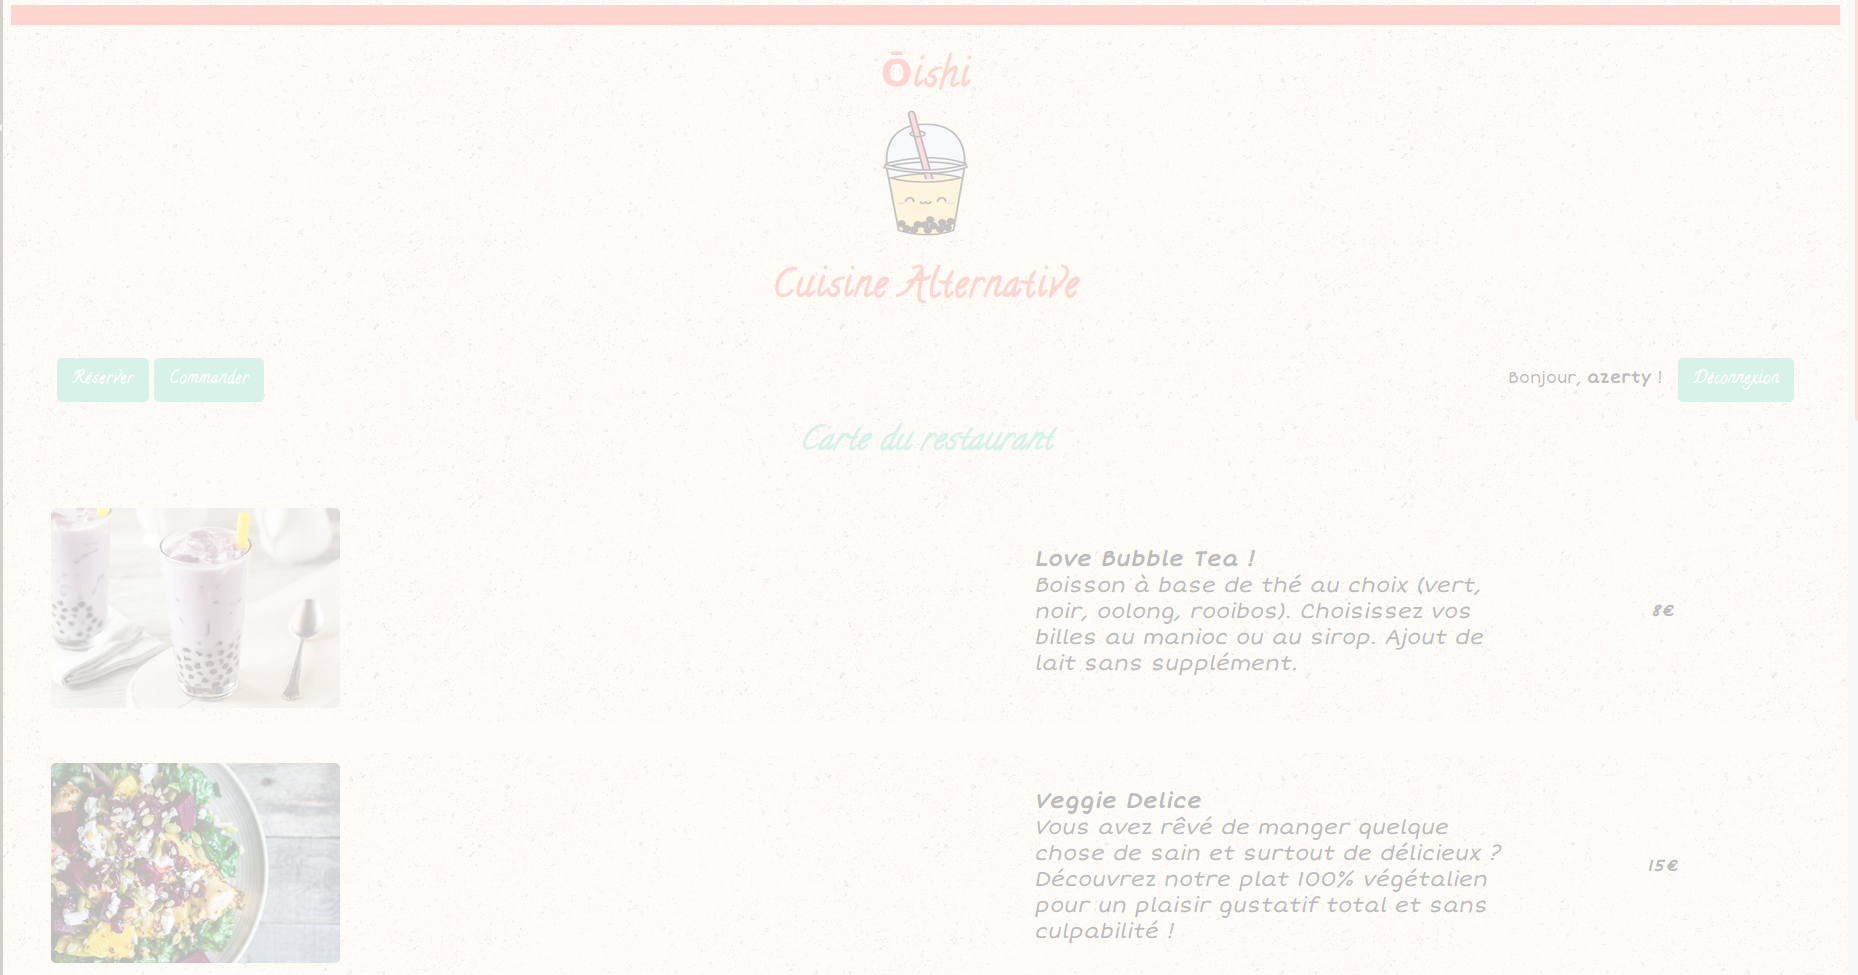 Ōishi
Cuisine Alternative
Réserver Commander
Bonjour, azerty ! Déconnexion
Carte du restaurant
Love Bubble Tea !
Boisson à base de thé au choix (vert,
noir, oolong, rooibos). Choisissez vos
billes au manioc ou au sirop. Ajout de
lait sans supplément.
8€
Veggie Delice
Vous avez rêvé de manger quelque
chose de sain et surtout de délicieux ?
Découvrez notre plat 100% végétalien
pour un plaisir gustatif total et sans
culpabilité !
15€